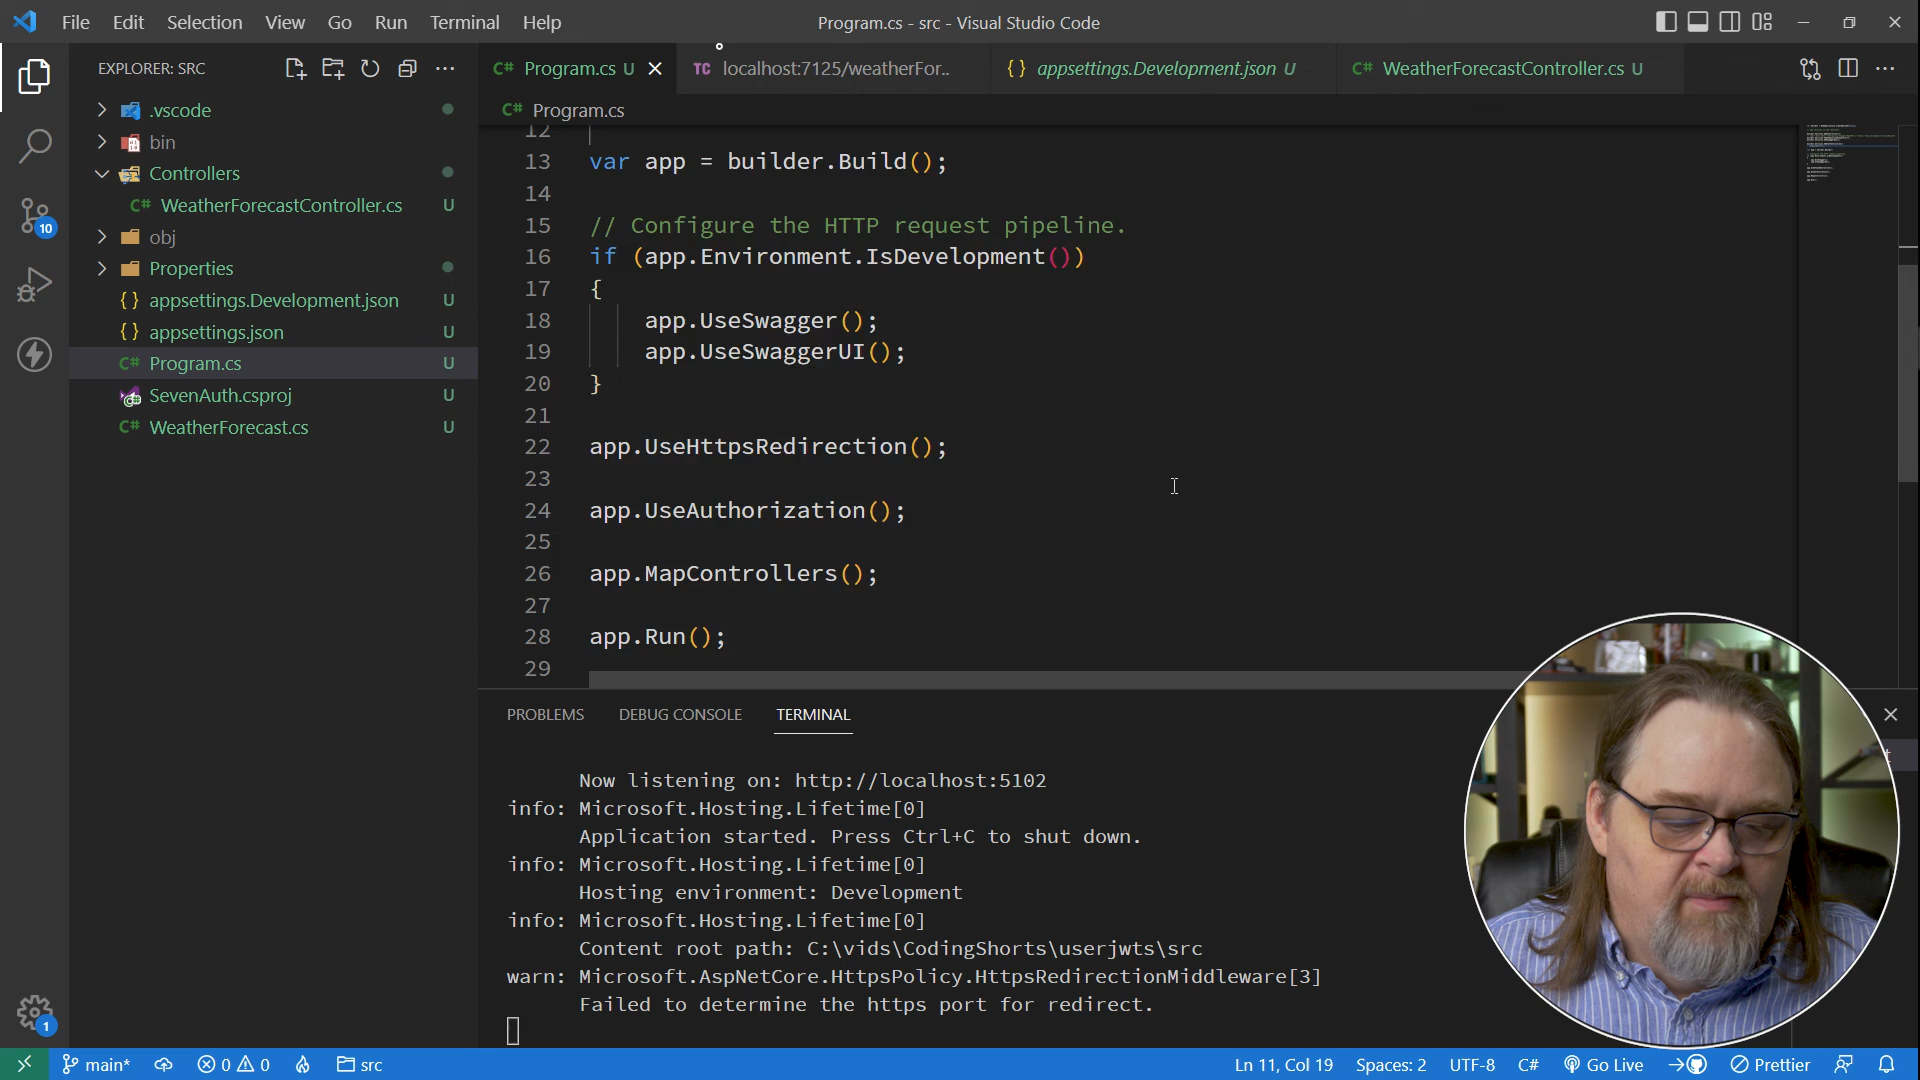 File Edit Selection View Go Run Terminal Help
Program.cs - src - Visual Studio Code
EXPLORER: SRC
C# Program.cs U
TC localhost:7125/weatherFor..
{} appsettings.Development.json U
C# WeatherForecastController.cs U
C# Program.cs
.vscode
bin
Controllers
C# WeatherForecastController.cs U
obj
Properties
{} appsettings.Development.json U
{} appsettings.json U
C# Program.cs U
SevenAuth.csproj U
C# WeatherForecast.cs U
10
1
12
13 var app = builder.Build();
14
15 // Configure the HTTP request pipeline.
16 if (app.Environment.IsDevelopment())
17 {
18 app.UseSwagger();
19 app.UseSwaggerUI();
20 }
21
22 app.UseHttpsRedirection();
23
24 app.UseAuthorization();
25
26 app.MapControllers();
27
28 app.Run();
29
PROBLEMS DEBUG CONSOLE TERMINAL
Now listening on: http://localhost:5102
info: Microsoft.Hosting.Lifetime[0]
Application started. Press Ctrl+C to shut down.
info: Microsoft.Hosting.Lifetime[0]
Hosting environment: Development
info: Microsoft.Hosting.Lifetime[0]
Content root path: C:\vids\CodingShorts\userjwts\src
warn: Microsoft.AspNetCore.HttpsPolicy.HttpsRedirectionMiddleware[3]
Failed to determine the https port for redirect.
main* 0 0 src
Ln 11, Col 19 Spaces: 2 UTF-8 C# Go Live Prettier